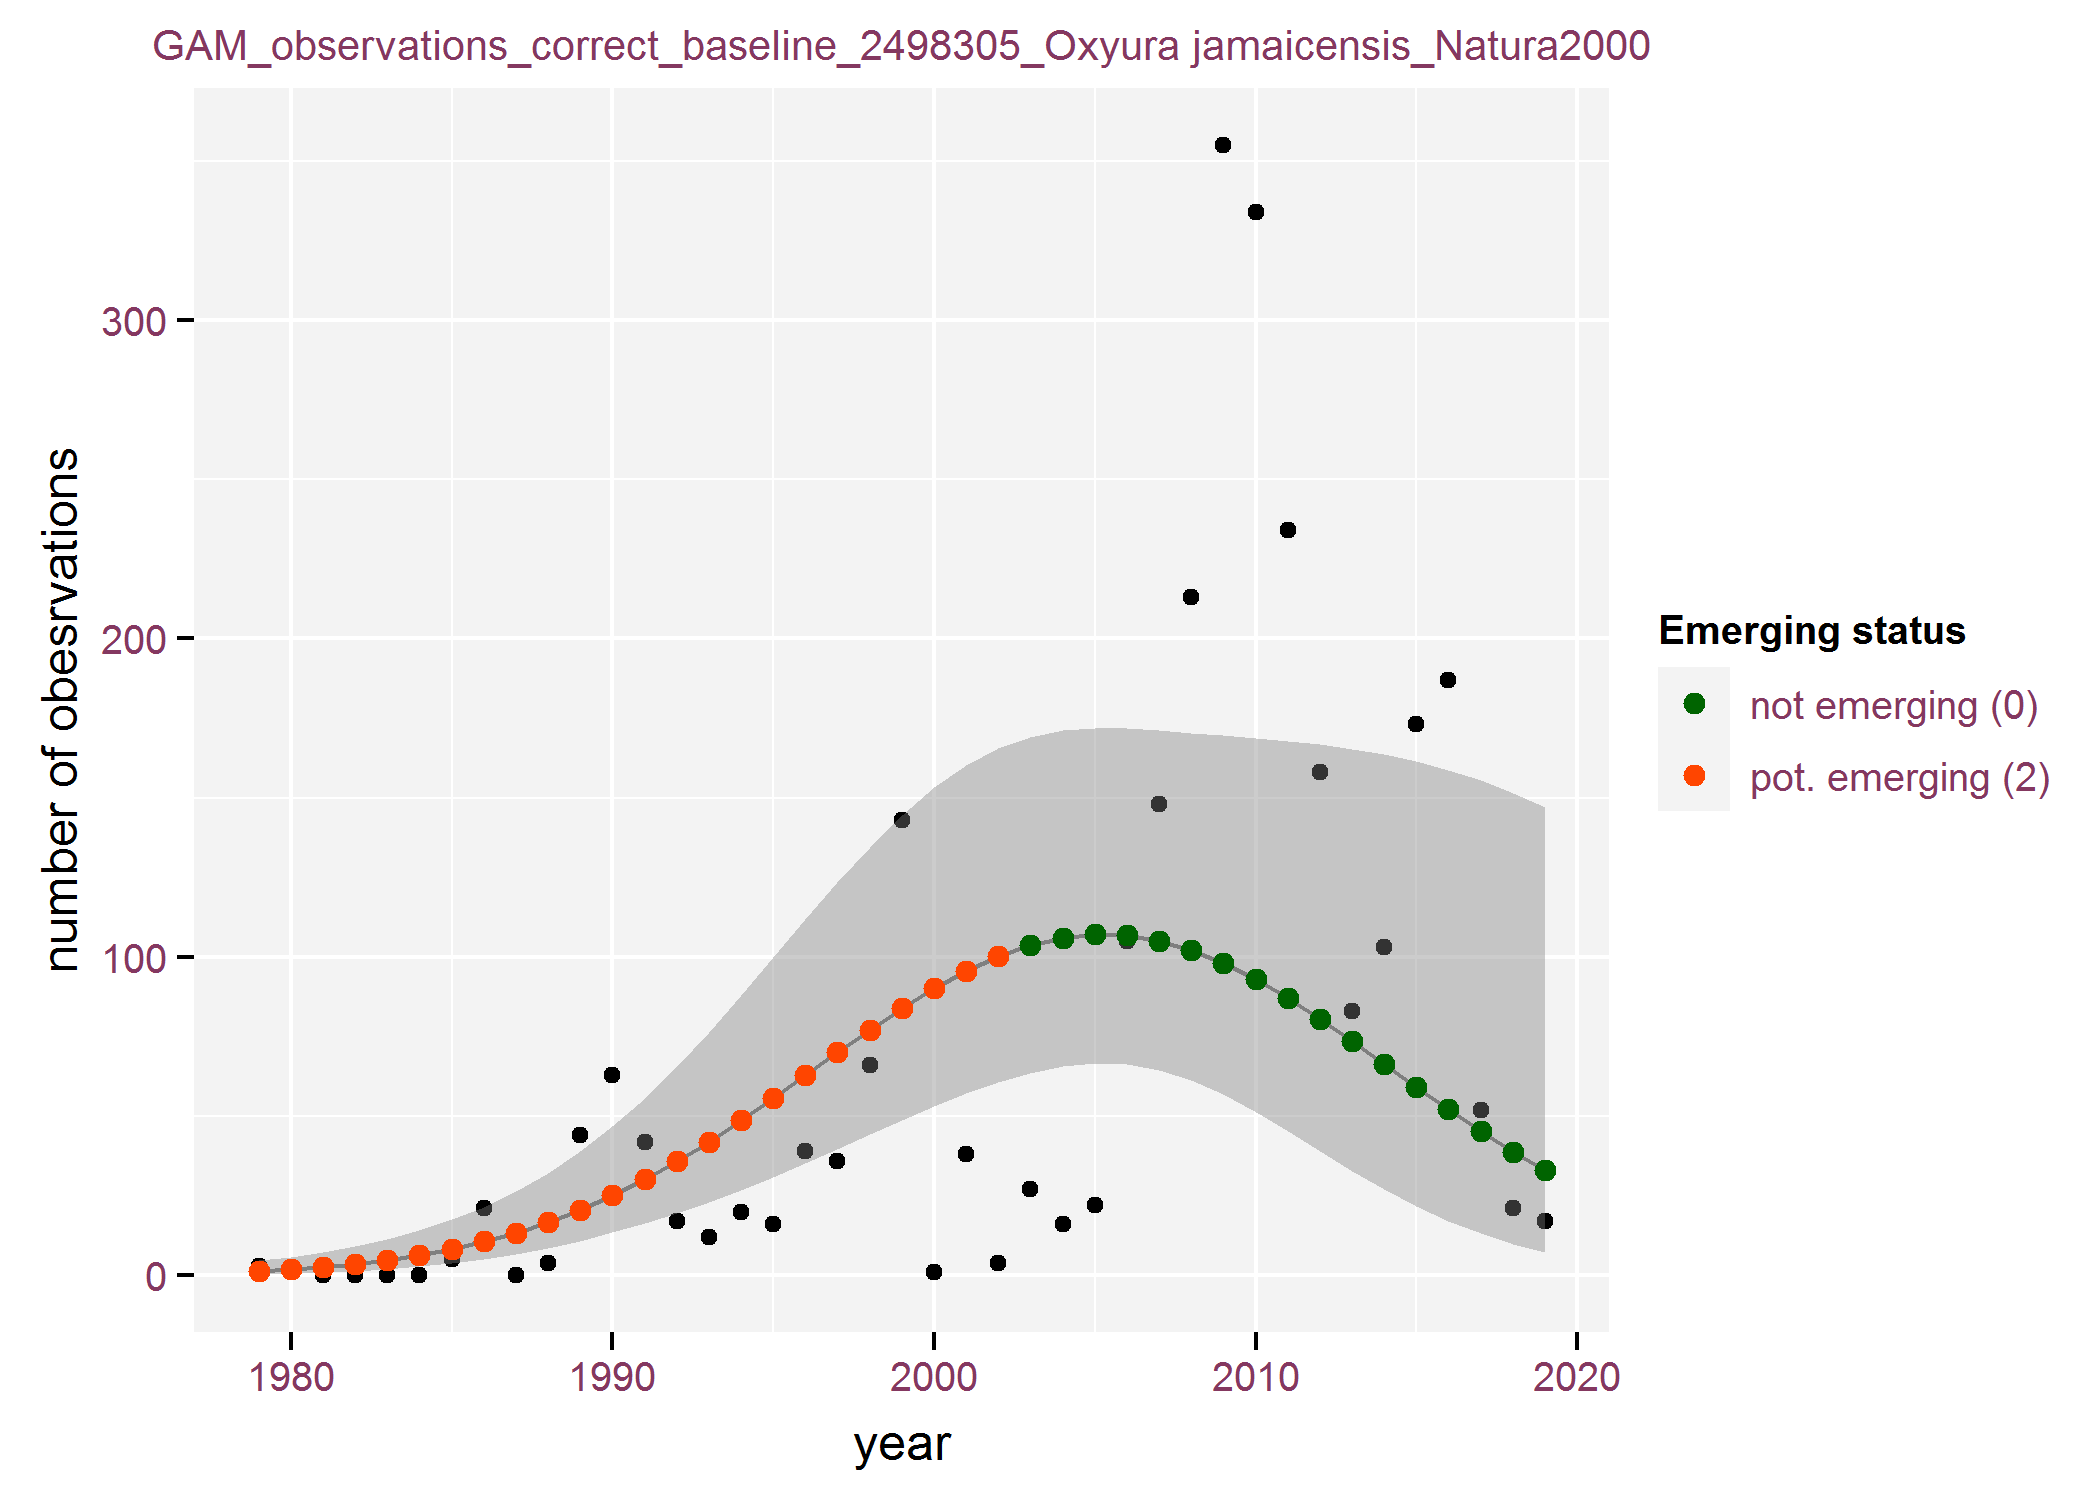 GAM_observations_correct_baseline_2498305_Oxyura jamaicensis_Natura2000
300
200
100
0
number of obesrvations
1980 1990 2000 2010 2020
year
Emerging status
not emerging (0)
pot. emerging (2)